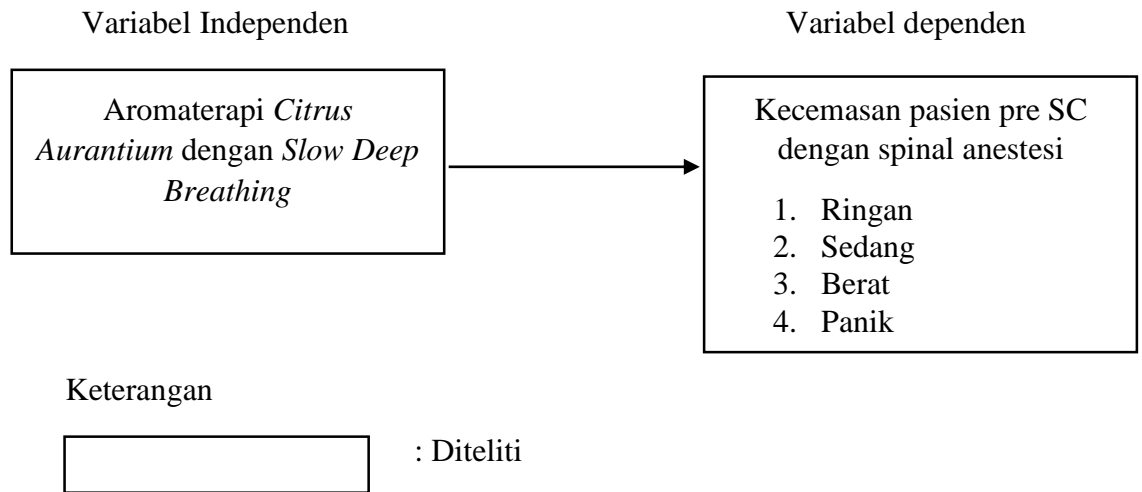 Variabel Independen
Variabel dependen
Aromaterapi Citrus
Aurantium dengan Slow Deep
Breathing
Kecemasan pasien pre SC
dengan spinal anestesi
1. Ringan
2. Sedang
3. Berat
4. Panik
Keterangan
: Diteliti